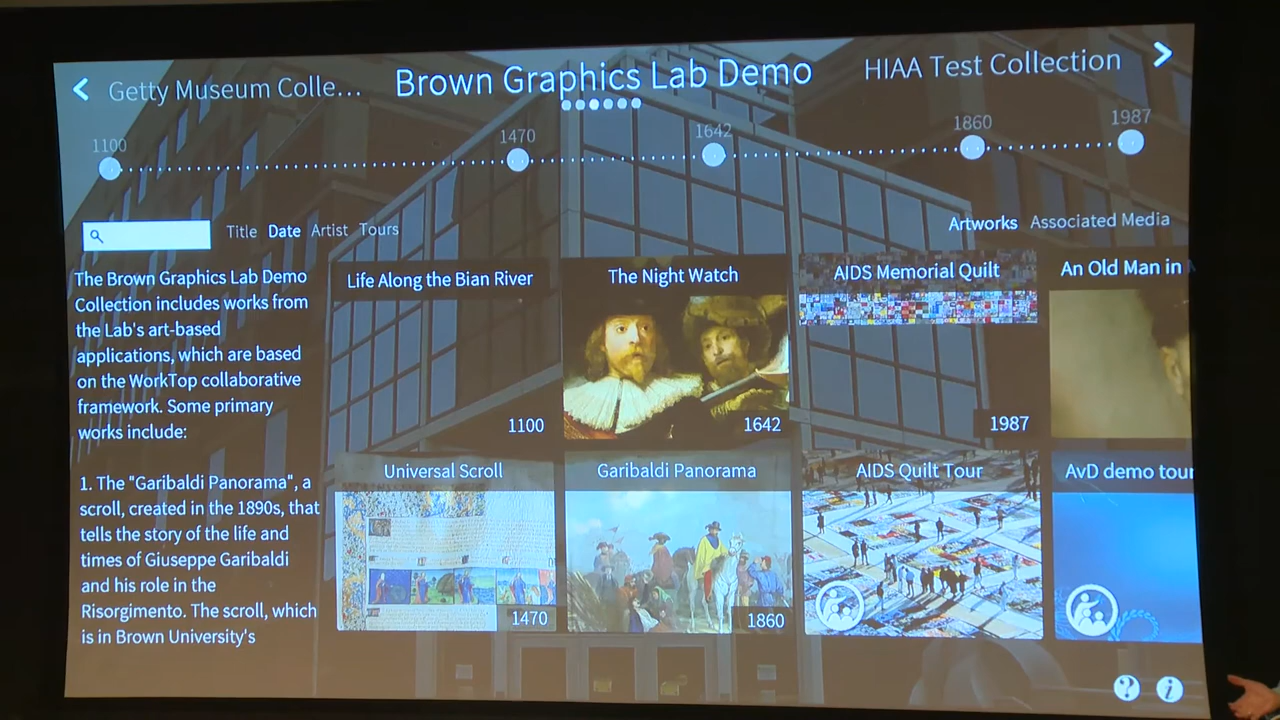 Getty Museum Colle...
Brown Graphics Lab Demo
HIAA Test Collection
1100
1470
1642
1860
1987
Title Date Artist Tours
Artworks Associated Media
The Brown Graphics Lab Demo
Collection includes works from
the Lab's art-based
applications, which are based
on the WorkTop collaborative
framework. Some primary
works include:
1. The "Garibaldi Panorama", a
scroll, created in the 1890s, that
tells the story of the life and
times of Giuseppe Garibaldi
and his role in the
Risorgimento. The scroll, which
is in Brown University's
Life Along the Bian River
1100
The Night Watch
1642
AIDS Memorial Quilt
1987
An Old Man in
Universal Scroll
1470
Garibaldi Panorama
1860
AIDS Quilt Tour
AvD demo tour
? i